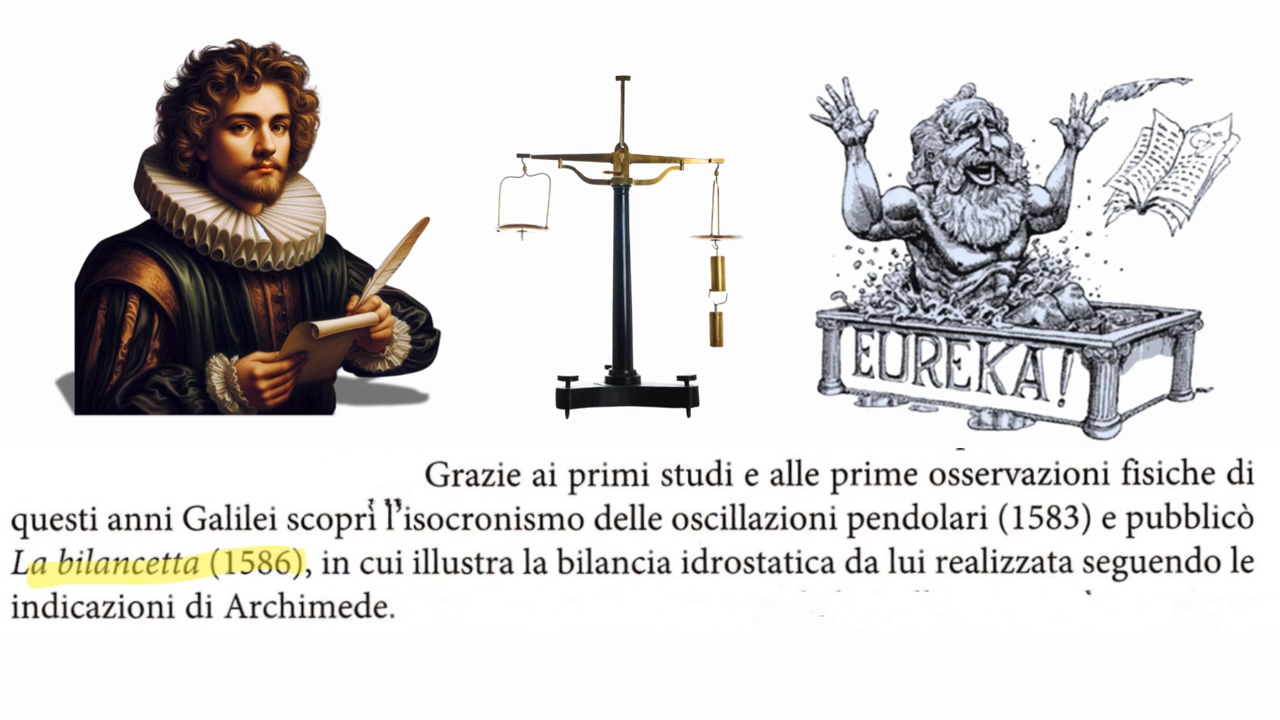 EUREKA!
Grazie ai primi studi e alle prime osservazioni fisiche di
questi anni Galilei scoprì l'isocronismo delle oscillazioni pendolari (1583) e pubblicò
La bilancetta (1586), in cui illustra la bilancia idrostatica da lui realizzata seguendo le
indicazioni di Archimede.